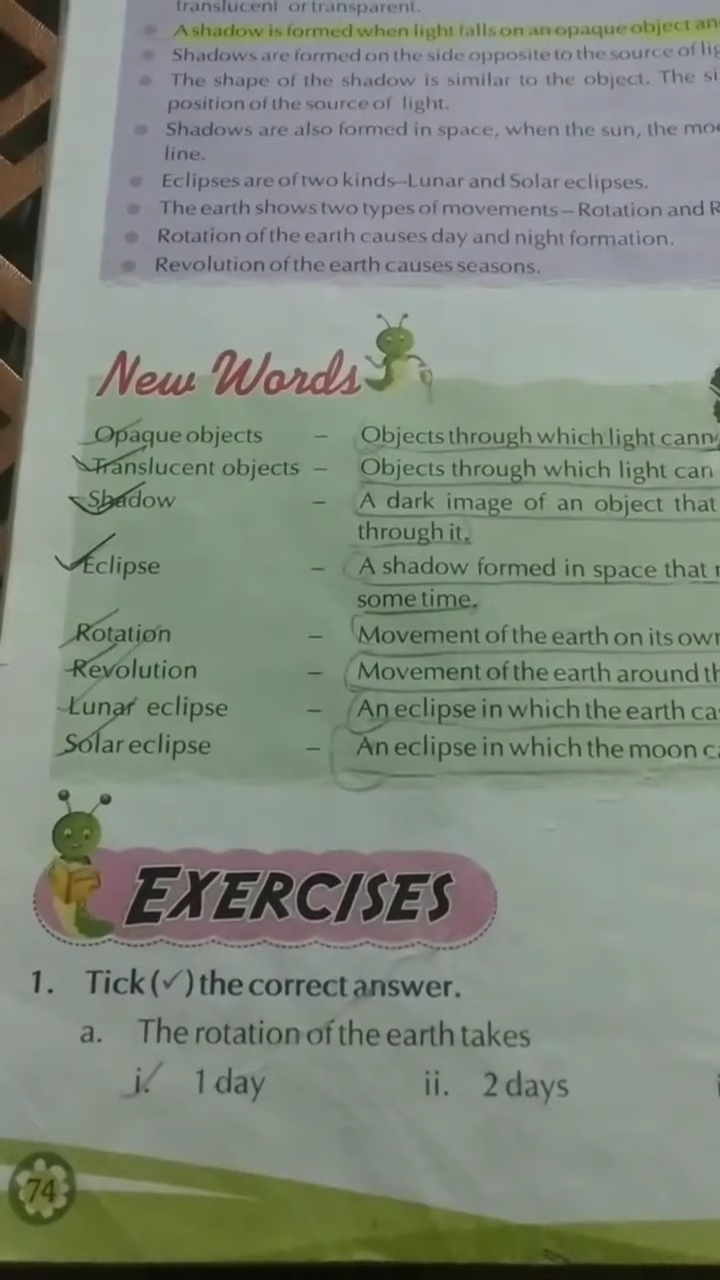 translucent or transparent.
A shadow is formed when light falls on an opaque object an
Shadows are formed on the side opposite to the source of lig
The shape of the shadow is similar to the object. The si
position of the source of light.
Shadows are also formed in space, when the sun, the mo
line.
Eclipses are of two kinds–Lunar and Solar eclipses.
The earth shows two types of movements – Rotation and R
Rotation of the earth causes day and night formation.
Revolution of the earth causes seasons.
New Words
Opaque objects – Objects through which light cann
Translucent objects – Objects through which light can
Shadow – A dark image of an object that
through it.
Eclipse – A shadow formed in space that
some time.
Rotation – Movement of the earth on its own
Revolution – Movement of the earth around th
Lunar eclipse – An eclipse in which the earth ca
Solar eclipse – An eclipse in which the moon ca
EXERCISES
1. Tick (✓) the correct answer.
a. The rotation of the earth takes
i. 1 day ii. 2 days
74